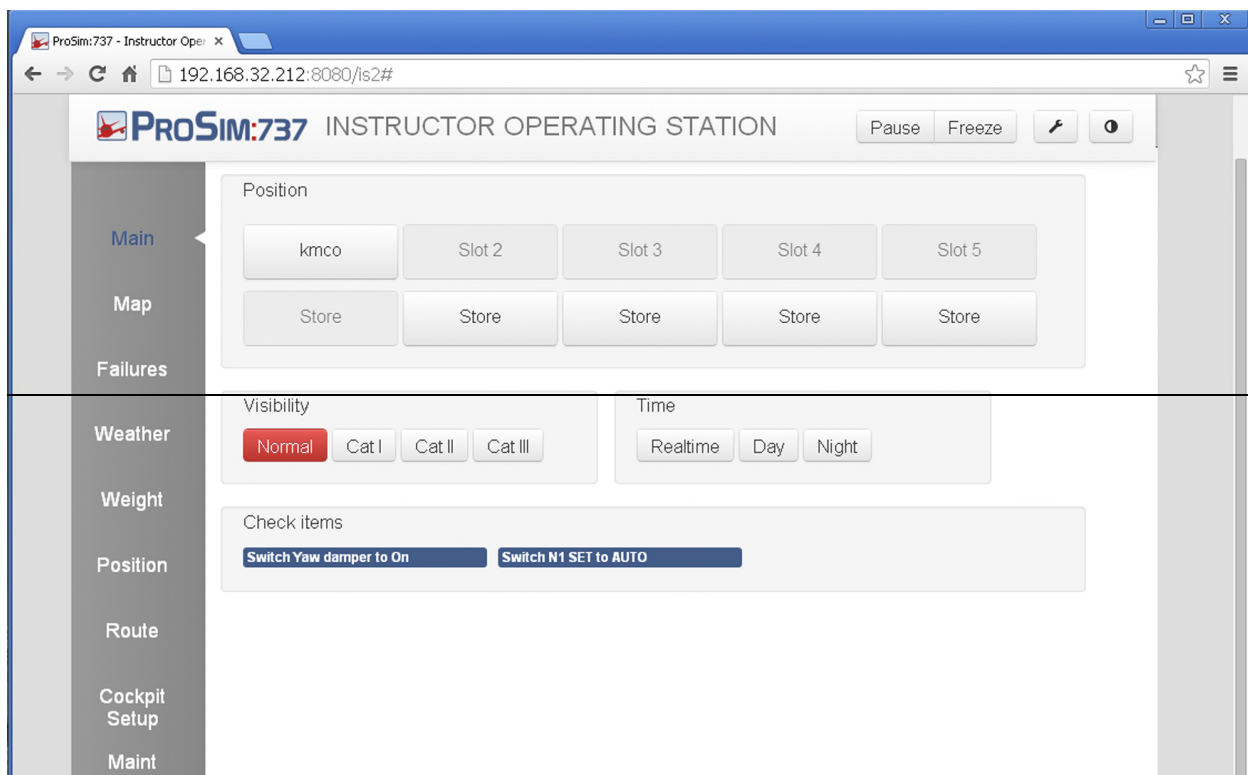 ProSim:737 - Instructor Oper
192.168.32.212:8080/is2#
PROSIM:737 INSTRUCTOR OPERATING STATION Pause Freeze
Main
Map
Failures
Weather
Weight
Position
Route
Cockpit
Setup
Maint
Position
kmco Slot 2 Slot 3 Slot 4 Slot 5
Store Store Store Store Store
Visibility
Normal Cat I Cat II Cat III
Time
Realtime Day Night
Check items
Switch Yaw damper to On Switch N1 SET to AUTO